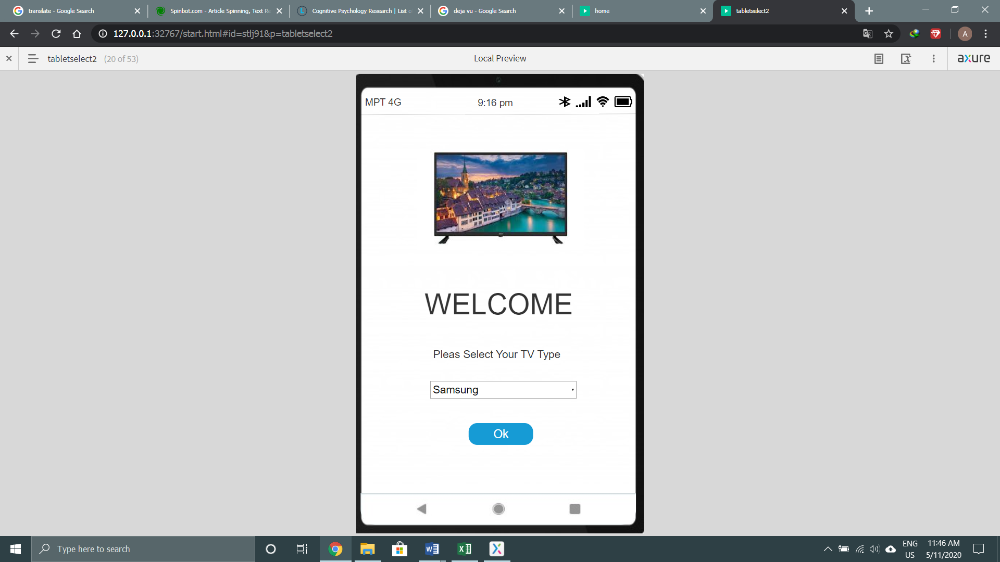 translate - Google Search
Spinbot.com - Article Spinning, Text Re
Cognitive Psychology Research | List o
deja vu - Google Search
home
tabletselect2
127.0.0.1:32767/start.html#id=stlj91&p=tabletselect2
A
tabletselect2 (20 of 53)
Local Preview
axure
MPT 4G
9:16 pm
WELCOME
Pleas Select Your TV Type
Samsung
Ok
Type here to search
ENG
US
11:46 AM
5/11/2020